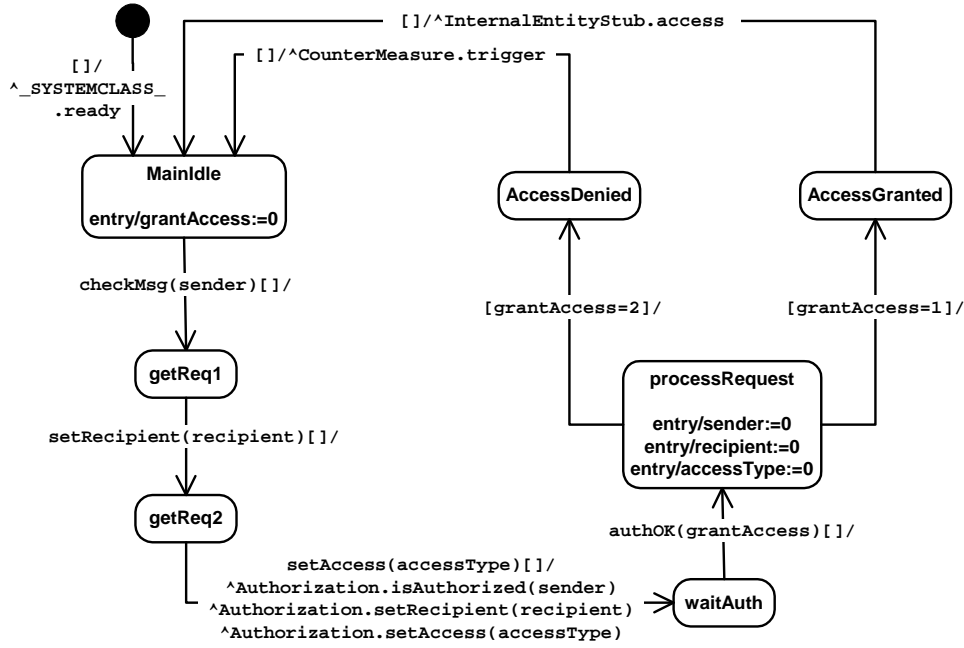 []/^InternalEntityStub.access
[]/^CounterMeasure.trigger
[]/
^_SYSTEMCLASS_
.ready
MainIdle
entry/grantAccess:=0
AccessDenied
AccessGranted
checkMsg(sender)[]/
[grantAccess=2]/
[grantAccess=1]/
getReq1
processRequest
entry/sender:=0
entry/recipient:=0
entry/accessType:=0
setRecipient(recipient)[]/
getReq2
authOK(grantAccess)[]/
setAccess(accessType)[]/
^Authorization.isAuthorized(sender)
^Authorization.setRecipient(recipient)
^Authorization.setAccess(accessType)
waitAuth